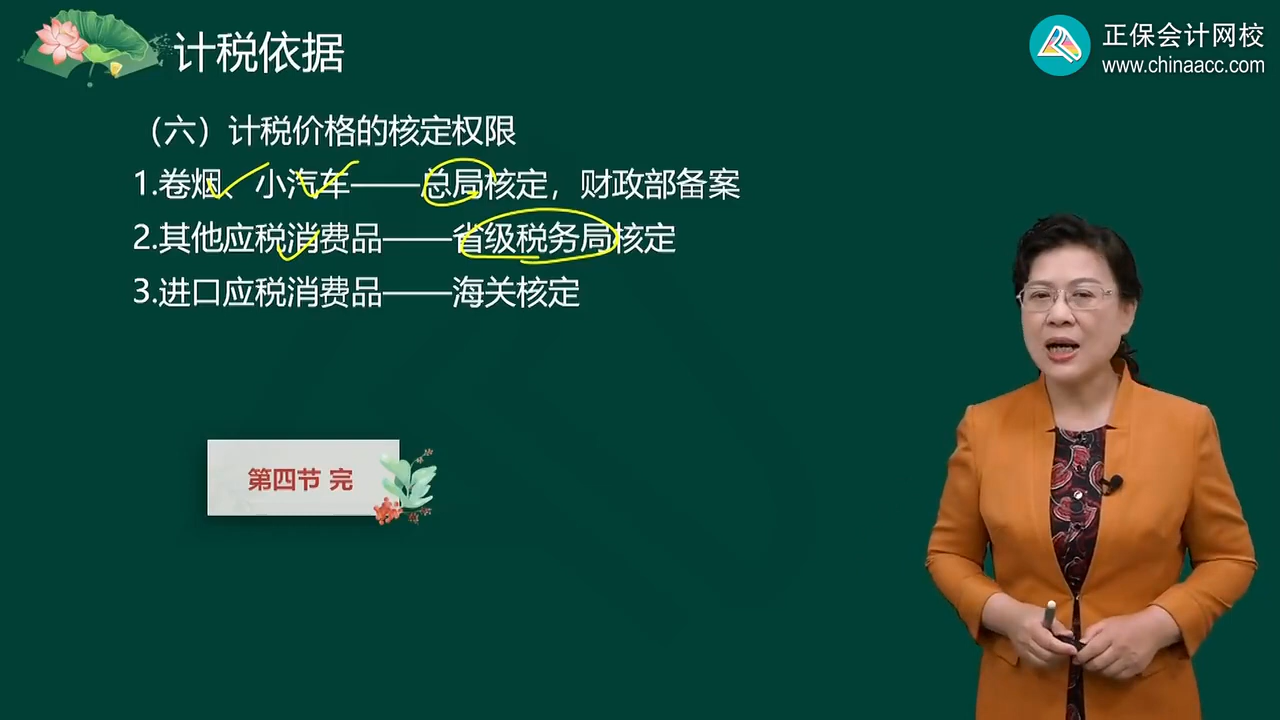 计税依据
正保会计网校
www.chinaacc.com
（六）计税价格的核定权限
1.卷烟、小汽车——总局核定，财政部备案
2.其他应税消费品——省级税务局核定
3.进口应税消费品——海关核定
第四节 完